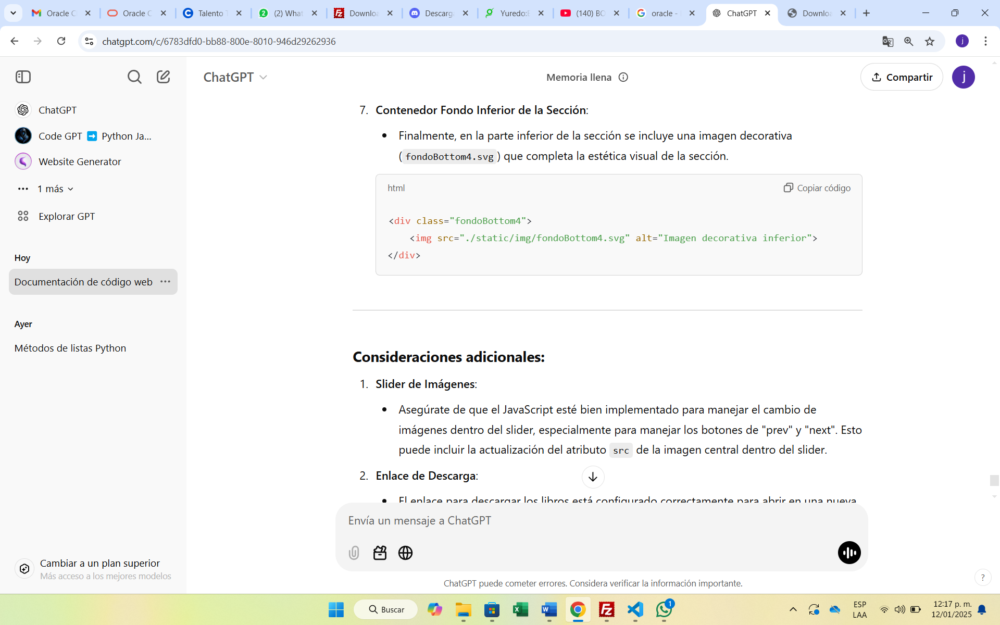 Oracle C
Oracle C
Talento T
(2) What
Downloa
Descarga
Yuredo:E
(140) BO
oracle -
ChatGPT
Downloa
chatgpt.com/c/6783dfd0-bb88-800e-8010-946d29262936
j
ChatGPT
Memoria llena
Compartir
j
ChatGPT
Code GPT ➡️ Python Ja...
Website Generator
1 más
Explorar GPT
Hoy
Documentación de código web
Ayer
Métodos de listas Python
Cambiar a un plan superior
Más acceso a los mejores modelos
7. Contenedor Fondo Inferior de la Sección:
• Finalmente, en la parte inferior de la sección se incluye una imagen decorativa
(fondoBottom4.svg) que completa la estética visual de la sección.
html
Copiar código
<div class="fondoBottom4">
<img src="./static/img/fondoBottom4.svg" alt="Imagen decorativa inferior">
</div>
Consideraciones adicionales:
1. Slider de Imágenes:
• Asegúrate de que el JavaScript esté bien implementado para manejar el cambio de
imágenes dentro del slider, especialmente para manejar los botones de "prev" y "next". Esto
puede incluir la actualización del atributo src de la imagen central dentro del slider.
2. Enlace de Descarga:
• El enlace para descargar los libros está configurado correctamente para abrir en una nueva
Envía un mensaje a ChatGPT
ChatGPT puede cometer errores. Considera verificar la información importante.
?
Buscar
1
ESP
LAA
12:17 p. m.
12/01/2025